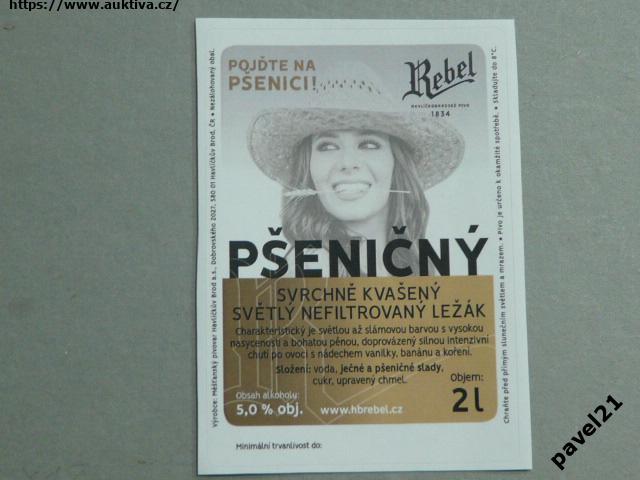 https://www.auktiva.cz/
POJĎTE NA
PŠENICI!
Rebel
HAVLÍČKOBRODSKÉ PIVO
1834
PŠENIČNÝ
SVRCHNĚ KVAŠENÝ
SVĚTLÝ NEFILTROVANÝ LEŽÁK
Charakteristický je světlou až slámovou barvou s vysokou
nasyceností a bohatou pěnou, doprovázený silnou intenzivní
chutí po ovoci s nádechem vanilky, banánu a koření.
Složení: voda, ječné a pšeničné slady,
cukr, upravený chmel.
Obsah alkoholu:
5,0 % obj.
www.hbrebel.cz
Objem:
2l
Minimální trvanlivost do:
Výrobce: Měšťanský pivovar Havlíčkův Brod a.s., Dobrovského 2027, 580 01 Havlíčkův Brod, ČR • Nezálohovaný obal.
Chraňte před přímým slunečním světlem a mrazem. • Pivo je určeno k okamžité spotřebě. • Skladujte do 8°C.
pavel21